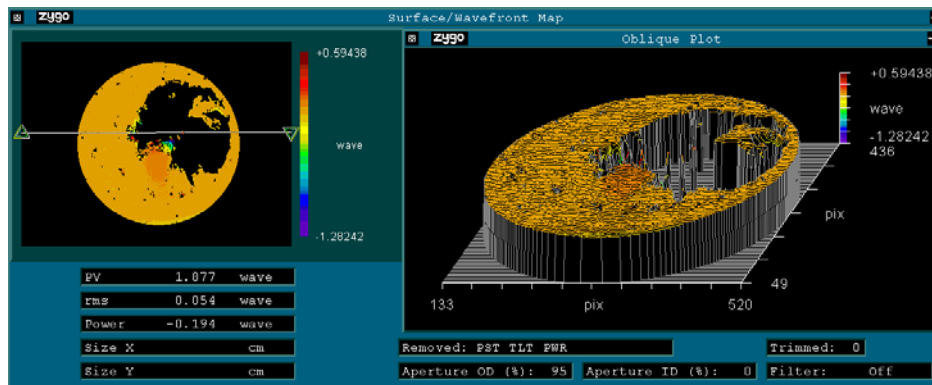 zygo Surface/Wavefront Map
+0.59438
wave
-1.28242
PV 1.877 wave
rms 0.054 wave
Power -0.194 wave
Size X cm
Size Y cm
zygo Oblique Plot
+0.59438
wave
-1.28242
436
pix
49
133 pix 520
Removed: PST TLT PWR Trimmed: 0
Aperture OD (%): 95 Aperture ID (%): 0 Filter: Off